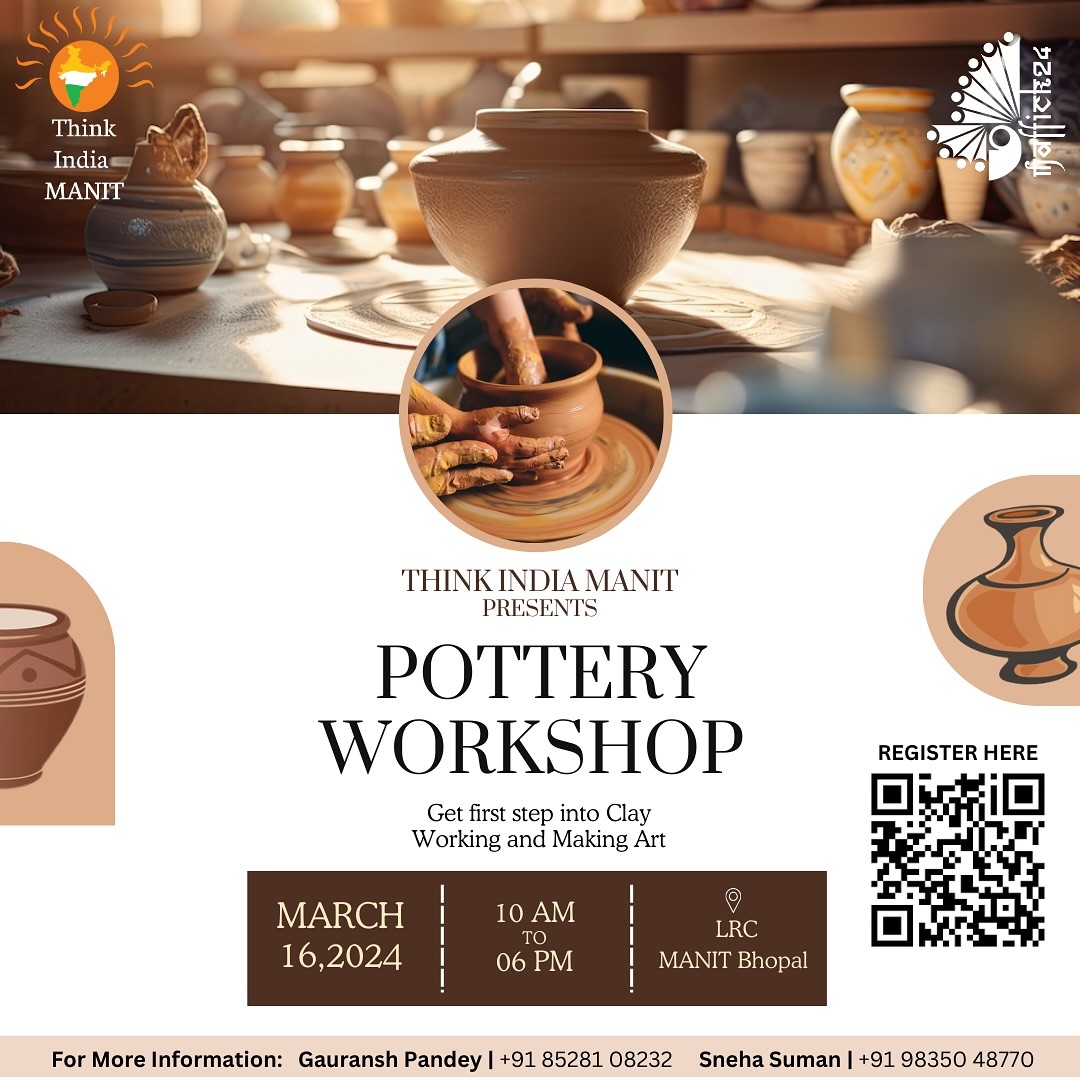 Think
India
MANIT
THINK INDIA MANIT
PRESENTS
POTTERY
WORKSHOP
Get first step into Clay
Working and Making Art
REGISTER HERE
MARCH
16,2024
10 AM
TO
06 PM
LRC
MANIT Bhopal
For More Information: Gauransh Pandey | +91 85281 08232 Sneha Suman | +91 98350 48770